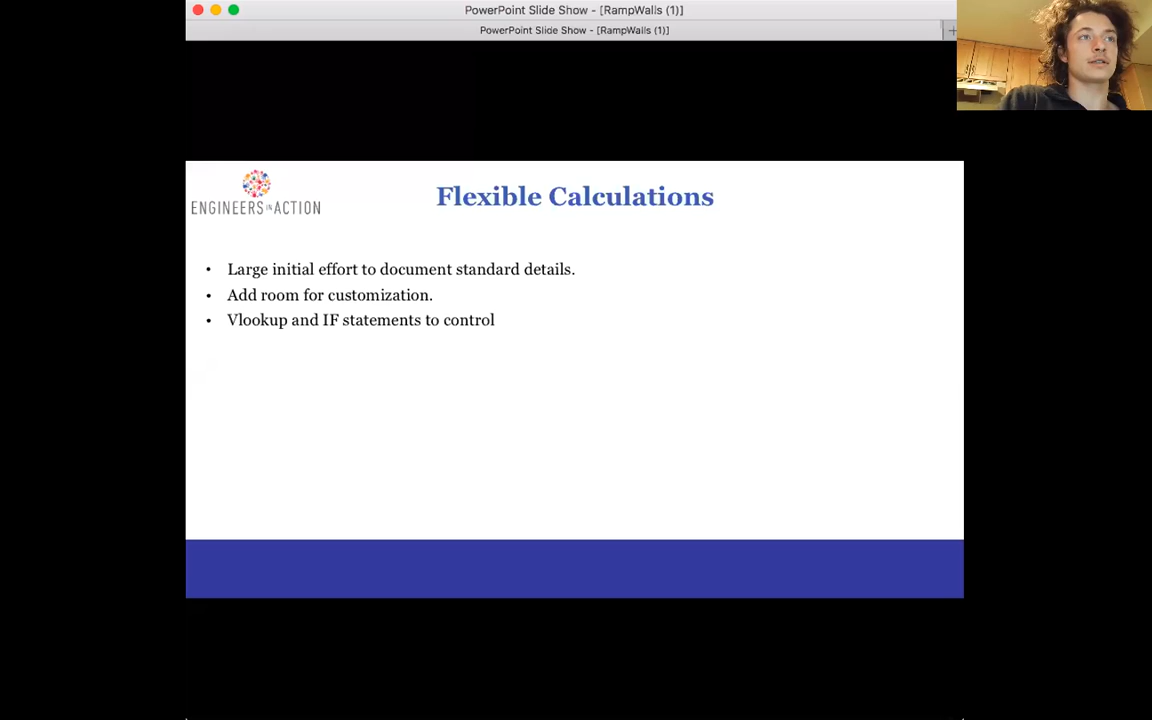 PowerPoint Slide Show - [RampWalls (1)]
PowerPoint Slide Show - [RampWalls (1)]
ENGINEERS IN ACTION
Flexible Calculations
• Large initial effort to document standard details.
• Add room for customization.
• Vlookup and IF statements to control